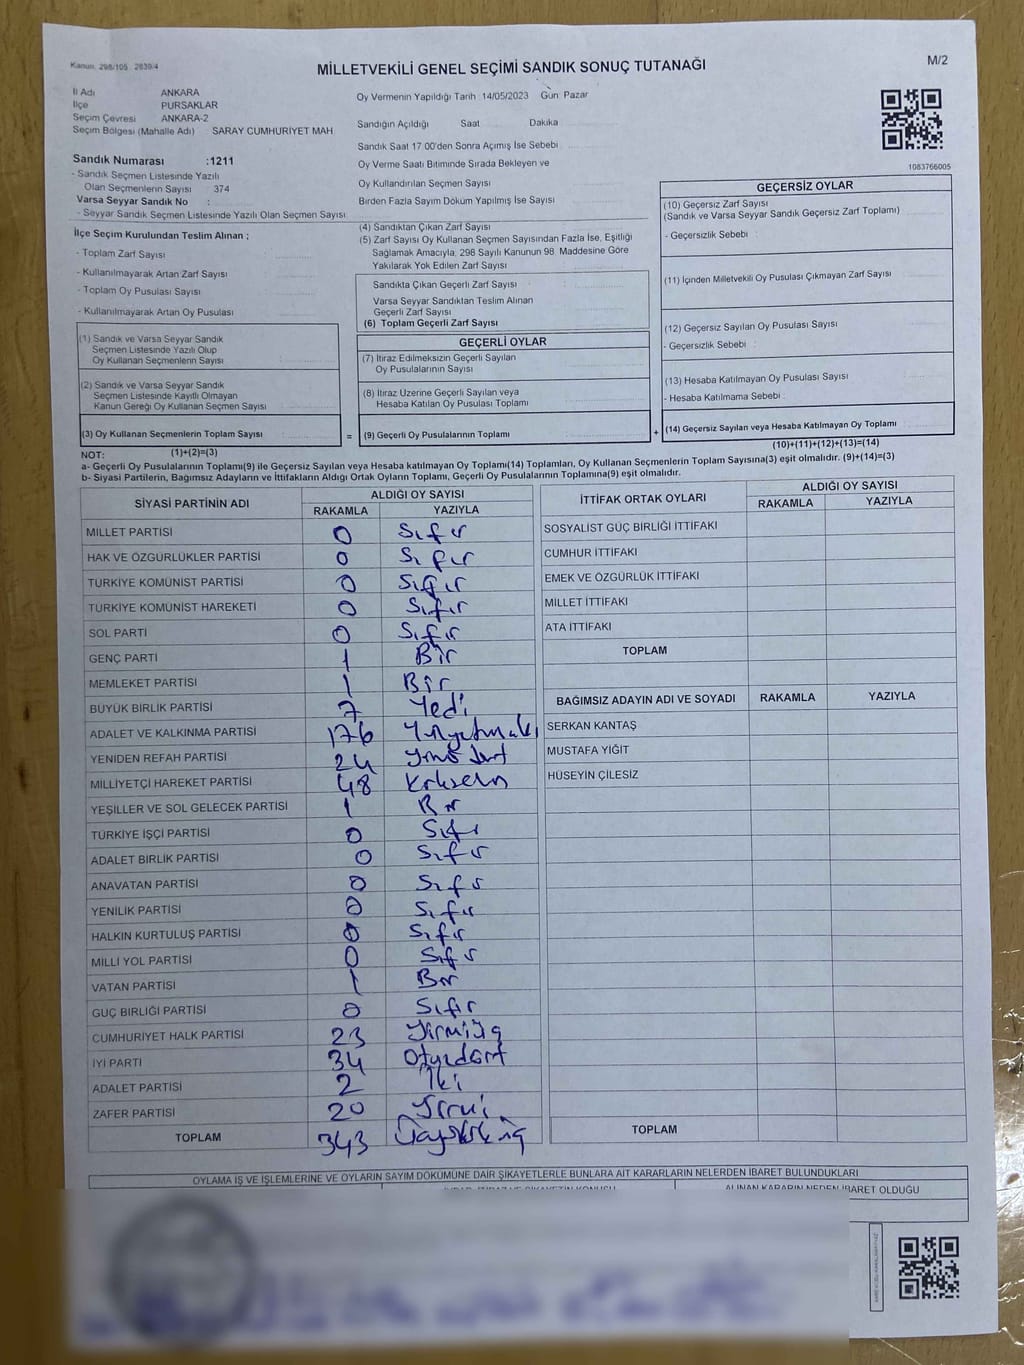 Kanun. 298/105 2839/4
MİLLETVEKİLİ GENEL SEÇİMİ SANDIK SONUÇ TUTANAĞI
M/2
İl Adı ANKARA
İlçe PURSAKLAR
Seçim Çevresi ANKARA-2
Seçim Bölgesi (Mahalle Adı) SARAY CUMHURİYET MAH
Sandık Numarası :1211
- Sandık Seçmen Listesinde Yazılı
Olan Seçmenlerin Sayısı 374
Varsa Seyyar Sandık No :
- Seyyar Sandık Seçmen Listesinde Yazılı Olan Seçmen Sayısı
Oy Vermenin Yapıldığı Tarih 14/05/2023 Gün: Pazar
Sandığın Açıldığı Saat Dakika
Sandık Saat 17:00'den Sonra Açımış İse Sebebi
Oy Verme Saati Bitiminde Sırada Bekleyen ve
Oy Kullandırılan Seçmen Sayısı
Birden Fazla Sayım Döküm Yapılmış İse Sayısı
1083766005
İlçe Seçim Kurulundan Teslim Alınan ;
- Toplam Zarf Sayısı
- Kullanılmayarak Artan Zarf Sayısı
- Toplam Oy Pusulası Sayısı
- Kullanılmayarak Artan Oy Pusulası
(1) Sandık ve Varsa Seyyar Sandık
Seçmen Listesinde Yazılı Olup
Oy Kullanan Seçmenlerin Sayısı
(2) Sandık ve Varsa Seyyar Sandık
Seçmen Listesinde Kayıtlı Olmayan
Kanun Gereği Oy Kullanan Seçmen Sayısı
(3) Oy Kullanan Seçmenlerin Toplam Sayısı
(1)+(2)=(3)
(4) Sandıktan Çıkan Zarf Sayısı
(5) Zarf Sayısı Oy Kullanan Seçmen Sayısından Fazla İse, Eşitliği
Sağlamak Amacıyla, 298 Sayılı Kanunun 98. Maddesine Göre
Yakılarak Yok Edilen Zarf Sayısı
Sandıkta Çıkan Geçerli Zarf Sayısı
Varsa Seyyar Sandıktan Teslim Alınan
Geçerli Zarf Sayısı
(6) Toplam Geçerli Zarf Sayısı
GEÇERLİ OYLAR
(7) İtiraz Edilmeksizin Geçerli Sayılan
Oy Pusulalarının Sayısı
(8) İtiraz Üzerine Geçerli Sayılan veya
Hesaba Katılan Oy Pusulası Toplamı
= (9) Geçerli Oy Pusulalarının Toplamı
GEÇERSİZ OYLAR
(10) Geçersiz Zarf Sayısı
(Sandık ve Varsa Seyyar Sandık Geçersiz Zarf Toplamı)
- Geçersizlik Sebebi :
(11) İçinden Milletvekili Oy Pusulası Çıkmayan Zarf Sayısı
(12) Geçersiz Sayılan Oy Pusulası Sayısı
- Geçersizlik Sebebi :
(13) Hesaba Katılmayan Oy Pusulası Sayısı
- Hesaba Katılmama Sebebi :
+ (14) Geçersiz Sayılan veya Hesaba Katılmayan Oy Toplamı
(10)+(11)+(12)+(13)=(14)
NOT:
a- Geçerli Oy Pusulalarının Toplamı(9) ile Geçersiz Sayılan veya Hesaba katılmayan Oy Toplamı(14) Toplamları, Oy Kullanan Seçmenlerin Toplam Sayısına(3) eşit olmalıdır. (9)+(14)=(3)
b- Siyasi Partilerin, Bağımsız Adayların ve İttifakların Aldığı Ortak Oyların Toplamı, Geçerli Oy Pusulalarının Toplamına(9) eşit olmalıdır.
SİYASİ PARTİNİN ADI ALDIĞI OY SAYISI
RAKAMLA YAZIYLA
MİLLET PARTİSİ 0 Sıfır
HAK VE ÖZGÜRLÜKLER PARTİSİ 0 Sıfır
TÜRKİYE KOMÜNİST PARTİSİ 0 Sıfır
TÜRKİYE KOMÜNİST HAREKETİ 0 Sıfır
SOL PARTİ 0 Sıfır
GENÇ PARTİ 1 Bir
MEMLEKET PARTİSİ 1 Bir
BÜYÜK BİRLİK PARTİSİ 7 Yedi
ADALET VE KALKINMA PARTİSİ 176
YENİDEN REFAH PARTİSİ 24
MİLLİYETÇİ HAREKET PARTİSİ 48
YEŞİLLER VE SOL GELECEK PARTİSİ 1 Bir
TÜRKİYE İŞÇİ PARTİSİ 0 Sıfır
ADALET BİRLİK PARTİSİ 0 Sıfır
ANAVATAN PARTİSİ 0 Sıfır
YENİLİK PARTİSİ 0 Sıfır
HALKIN KURTULUŞ PARTİSİ 0 Sıfır
MİLLİ YOL PARTİSİ 0 Sıfır
VATAN PARTİSİ 1 Bir
GÜÇ BİRLİĞİ PARTİSİ 0 Sıfır
CUMHURİYET HALK PARTİSİ 23 Yirmiüç
İYİ PARTİ 34 Otuzdört
ADALET PARTİSİ 2 İki
ZAFER PARTİSİ 20 Yirmi
TOPLAM 343
İTTİFAK ORTAK OYLARI ALDIĞI OY SAYISI
RAKAMLA YAZIYLA
SOSYALİST GÜÇ BİRLİĞİ İTTİFAKI
CUMHUR İTTİFAKI
EMEK VE ÖZGÜRLÜK İTTİFAKI
MİLLET İTTİFAKI
ATA İTTİFAKI
TOPLAM
BAĞIMSIZ ADAYIN ADI VE SOYADI RAKAMLA YAZIYLA
SERKAN KANTAŞ
MUSTAFA YİĞİT
HÜSEYİN ÇİLESİZ
TOPLAM
OYLAMA İŞ VE İŞLEMLERİNE VE OYLARIN SAYIM DÖKÜMÜNE DAİR ŞİKAYETLERLE BUNLARA AİT KARARLARIN NELERDEN İBARET BULUNDUKLARI
ALINAN KARARIN NEDEN İBARET OLDUĞU